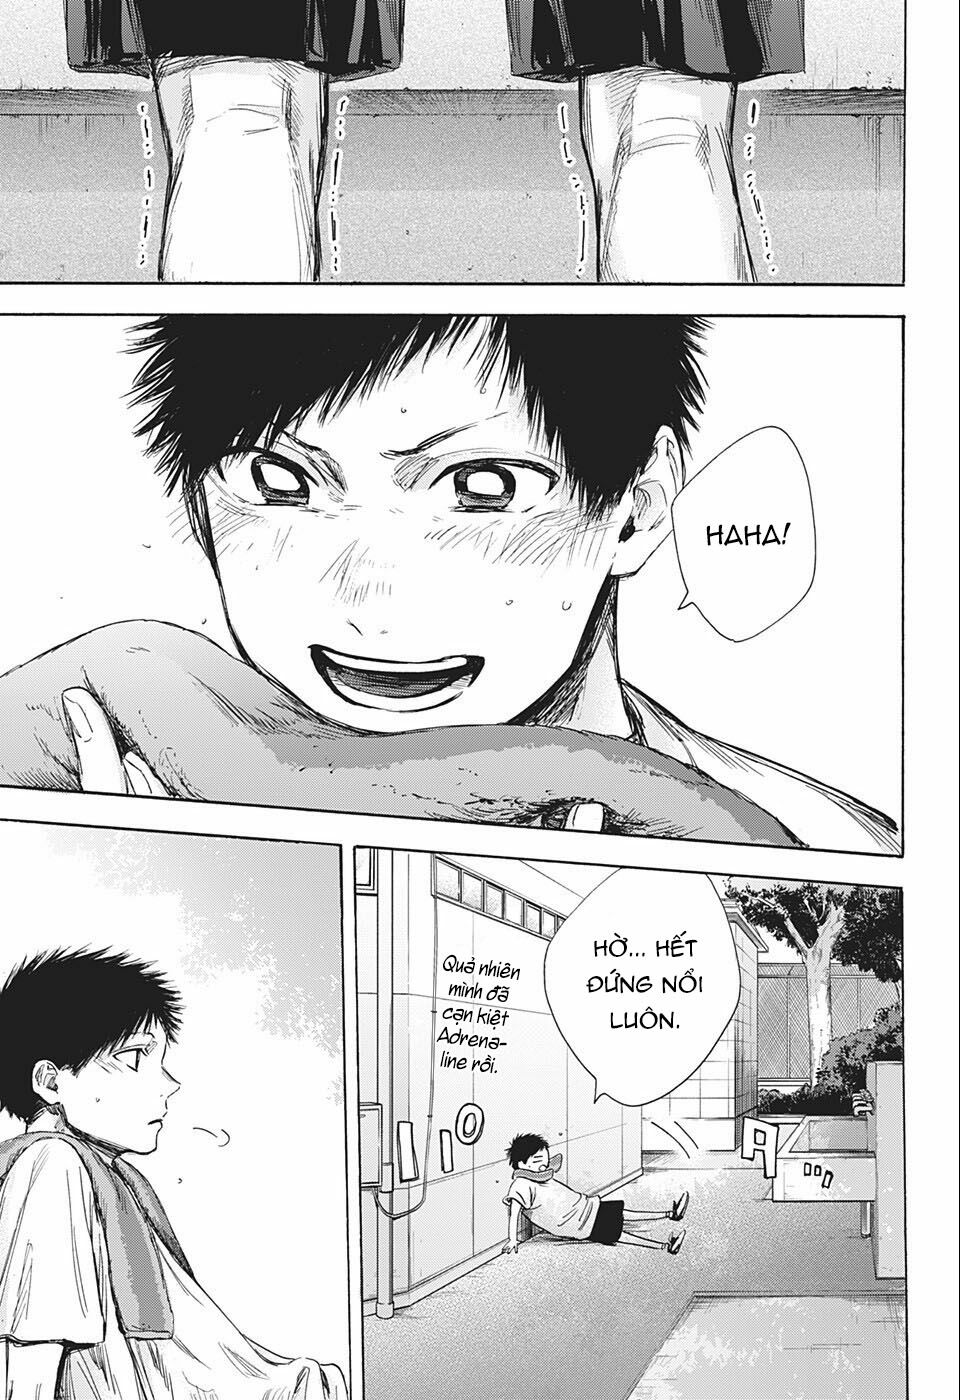 HAHA!
HỜ... HẾT
ĐỨNG NỔI
LUÔN.
Quả nhiên
mình đã
cạn kiệt
Adrena-
line rồi.